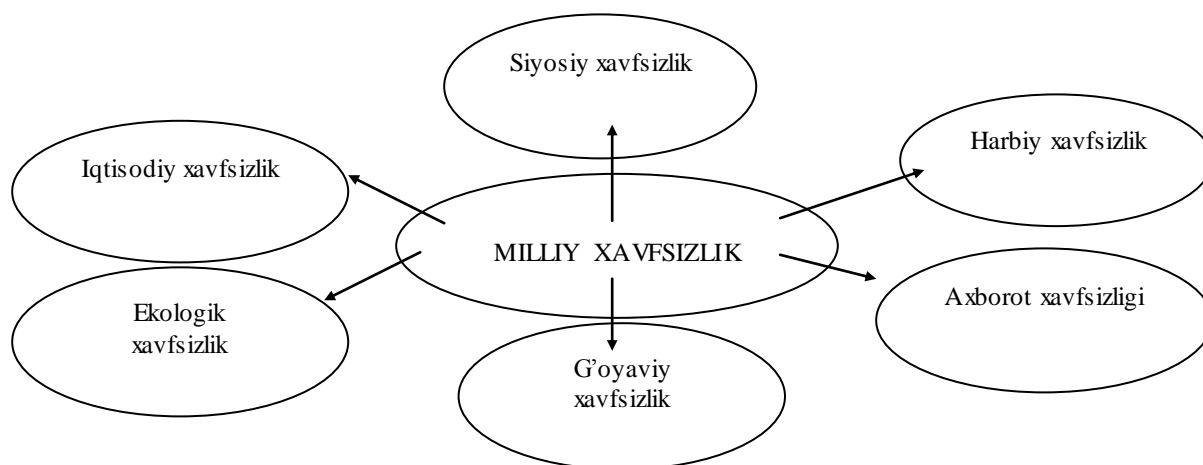 Siyosiy xavfsizlik
Harbiy xavfsizlik
Iqtisodiy xavfsizlik
MILLIY XAVFSIZLIK
Axborot xavfsizligi
Ekologik
xavfsizlik
G’oyaviy
xavfsizlik